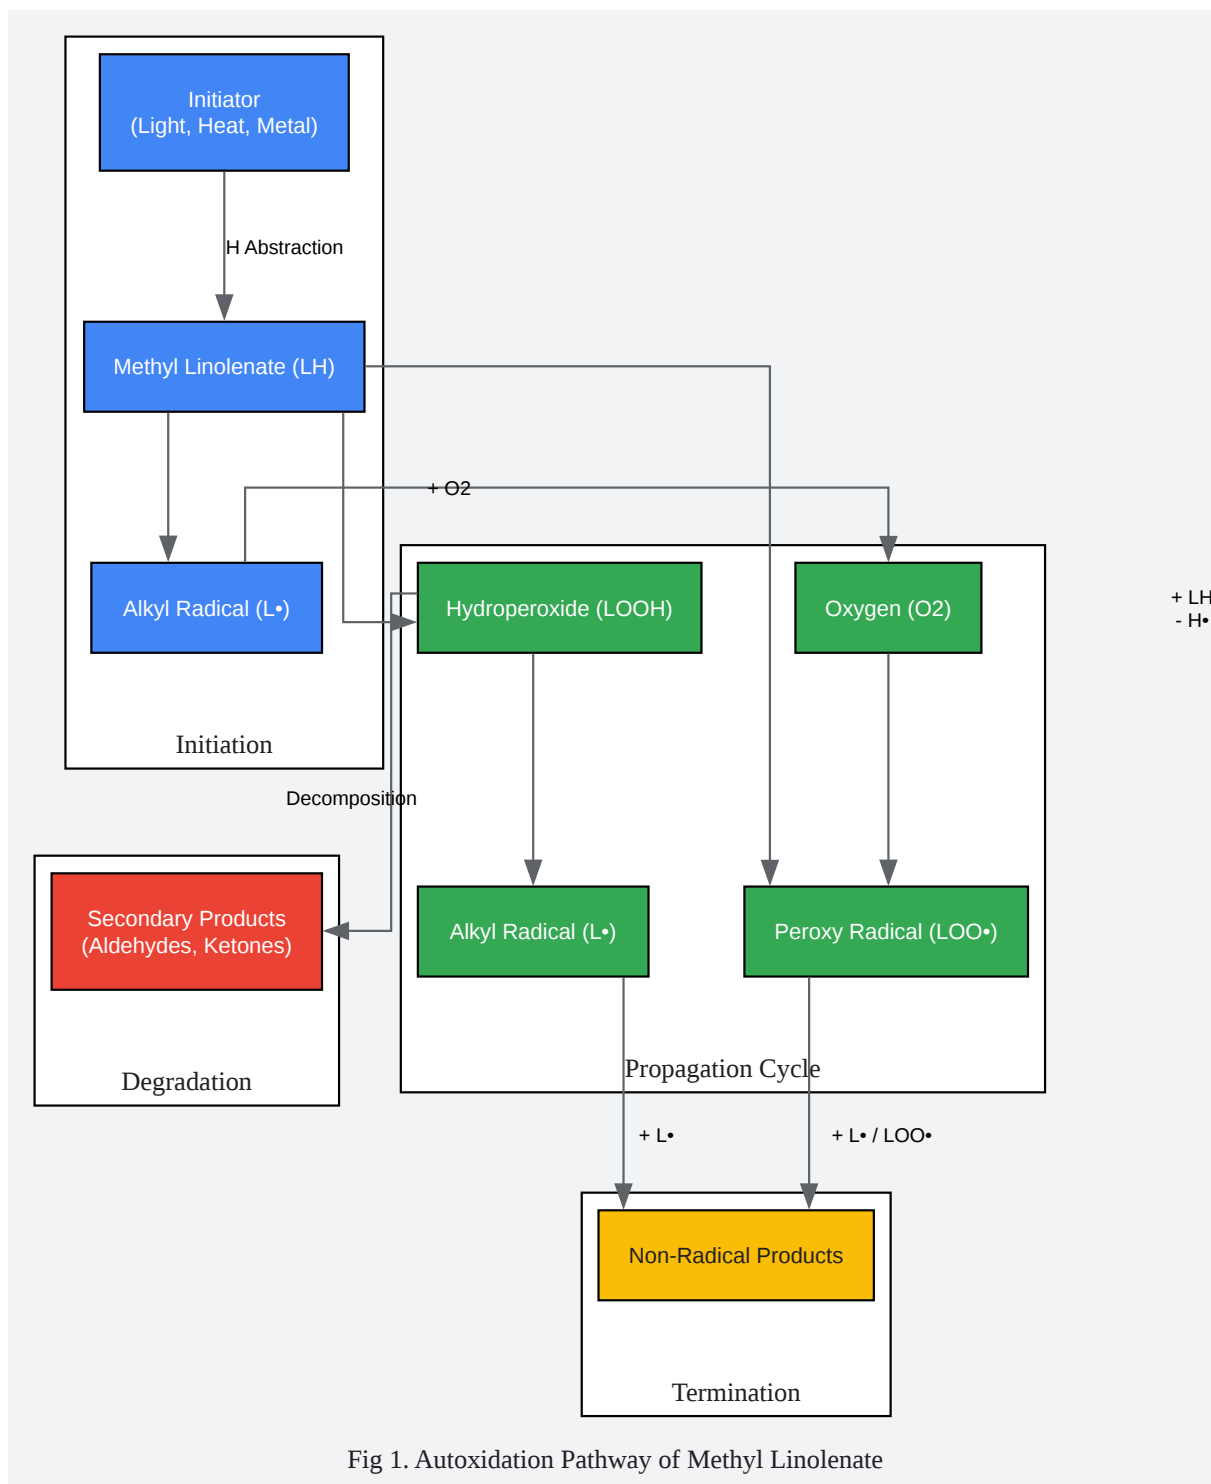 Initiator
(Light, Heat, Metal)
H Abstraction
Methyl Linolenate (LH)
+ O2
Alkyl Radical (L•)
Hydroperoxide (LOOH)
Oxygen (O2)
+ LH
- H•
Initiation
Decomposition
Secondary Products
(Aldehydes, Ketones)
Alkyl Radical (L•)
Peroxy Radical (LOO•)
Degradation
Propagation Cycle
+ L•
+ L• / LOO•
Non-Radical Products
Termination
Fig 1. Autoxidation Pathway of Methyl Linolenate